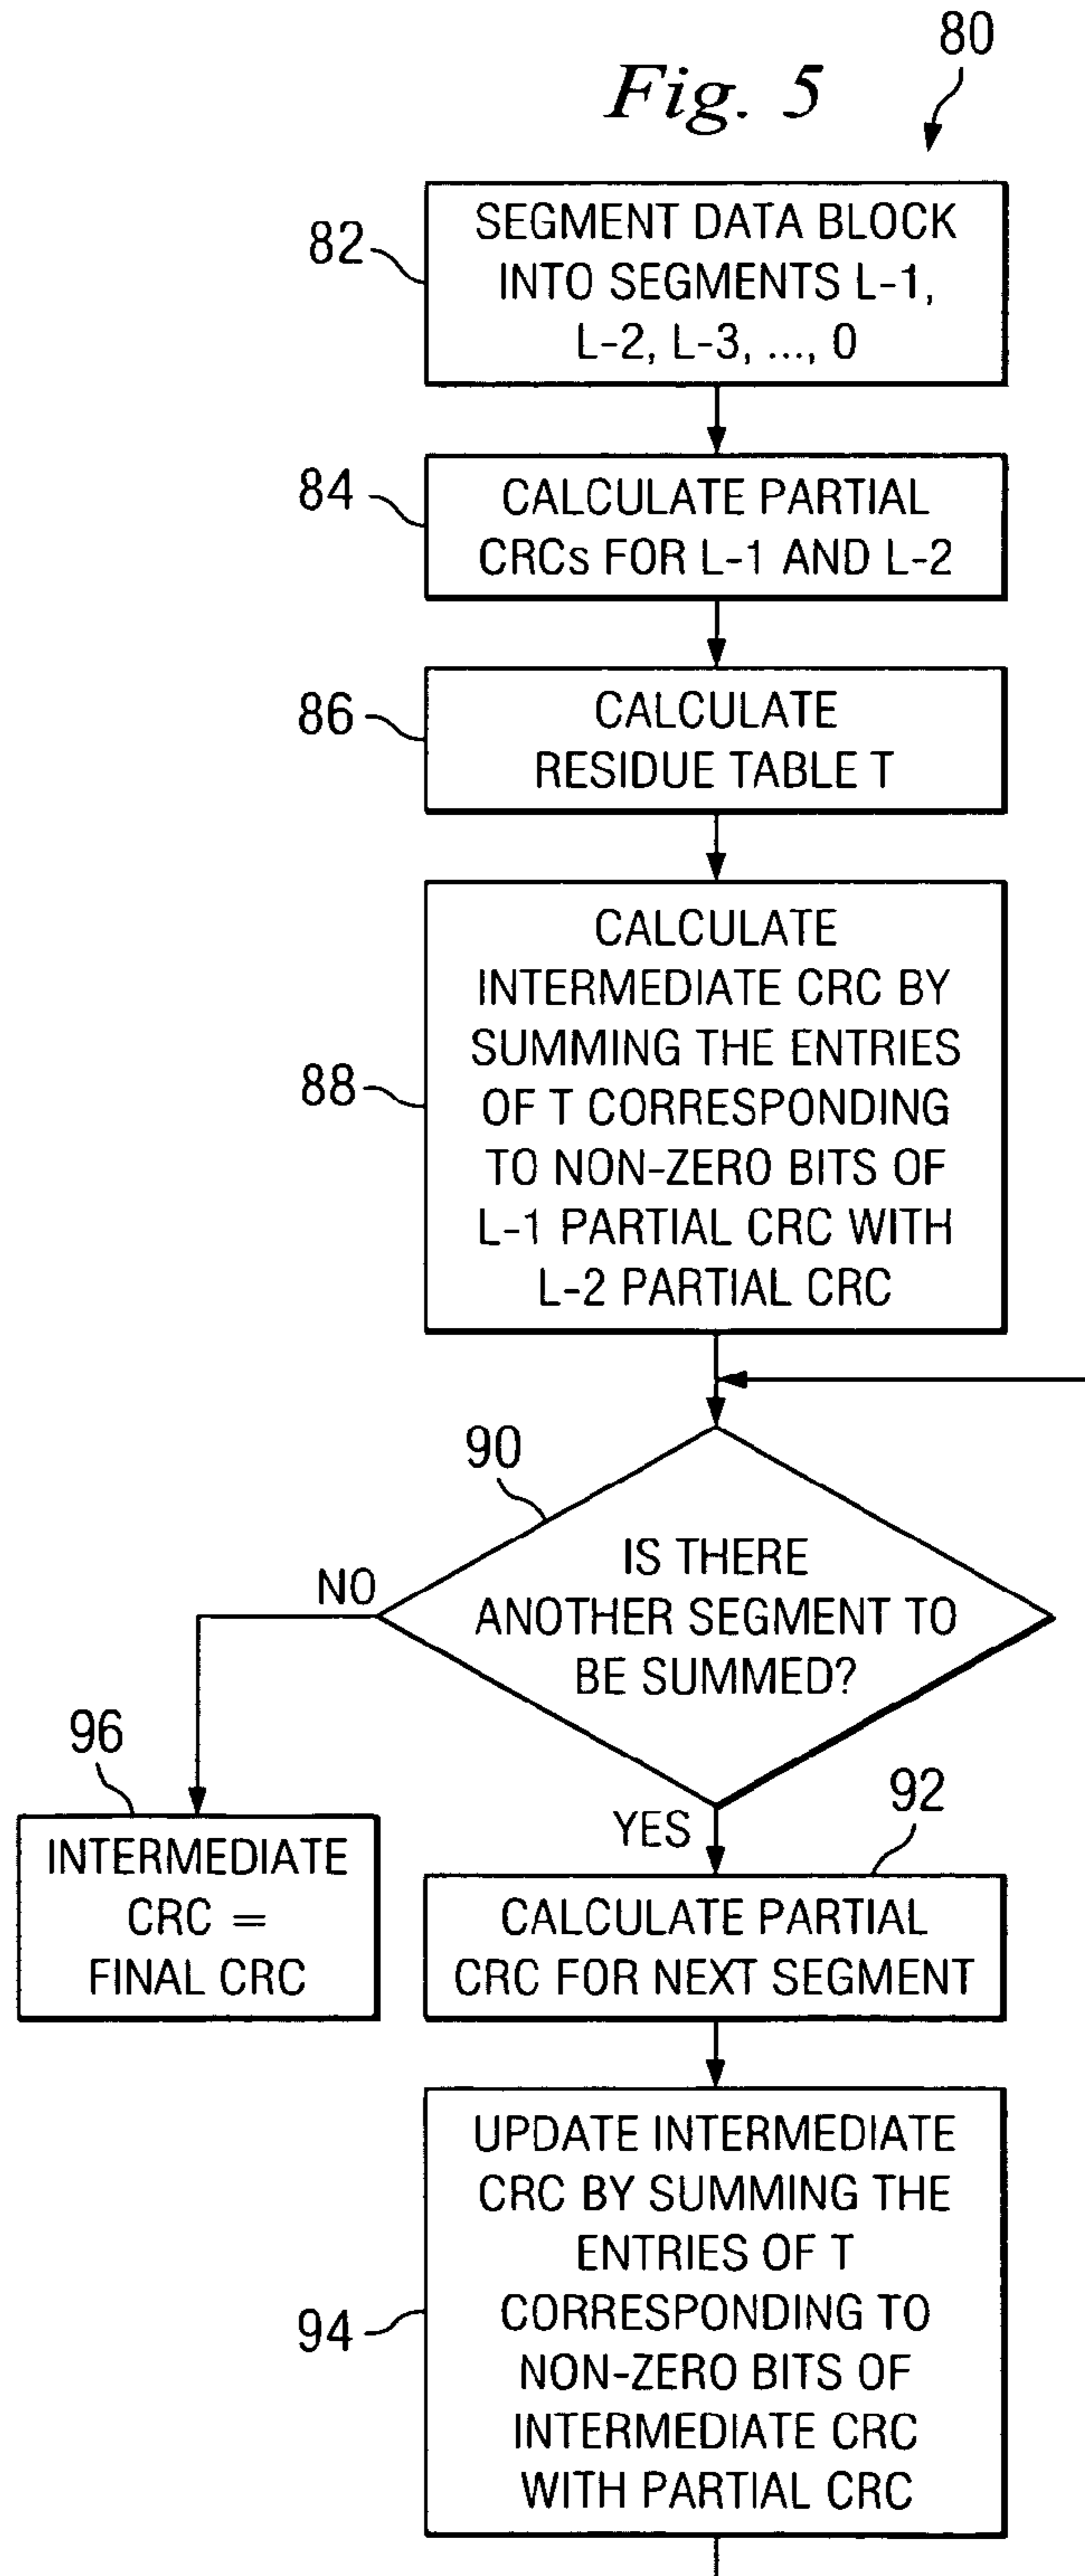 80
Fig. 5
82
SEGMENT DATA BLOCK
INTO SEGMENTS L-1,
L-2, L-3, ..., 0
84
CALCULATE PARTIAL
CRCs FOR L-1 AND L-2
86
CALCULATE
RESIDUE TABLE T
88
CALCULATE
INTERMEDIATE CRC BY
SUMMING THE ENTRIES
OF T CORRESPONDING
TO NON-ZERO BITS OF
L-1 PARTIAL CRC WITH
L-2 PARTIAL CRC
90
IS THERE
ANOTHER SEGMENT TO
BE SUMMED?
NO
96
INTERMEDIATE
CRC =
FINAL CRC
YES
92
CALCULATE PARTIAL
CRC FOR NEXT SEGMENT
94
UPDATE INTERMEDIATE
CRC BY SUMMING THE
ENTRIES OF T
CORRESPONDING TO
NON-ZERO BITS OF
INTERMEDIATE CRC
WITH PARTIAL CRC